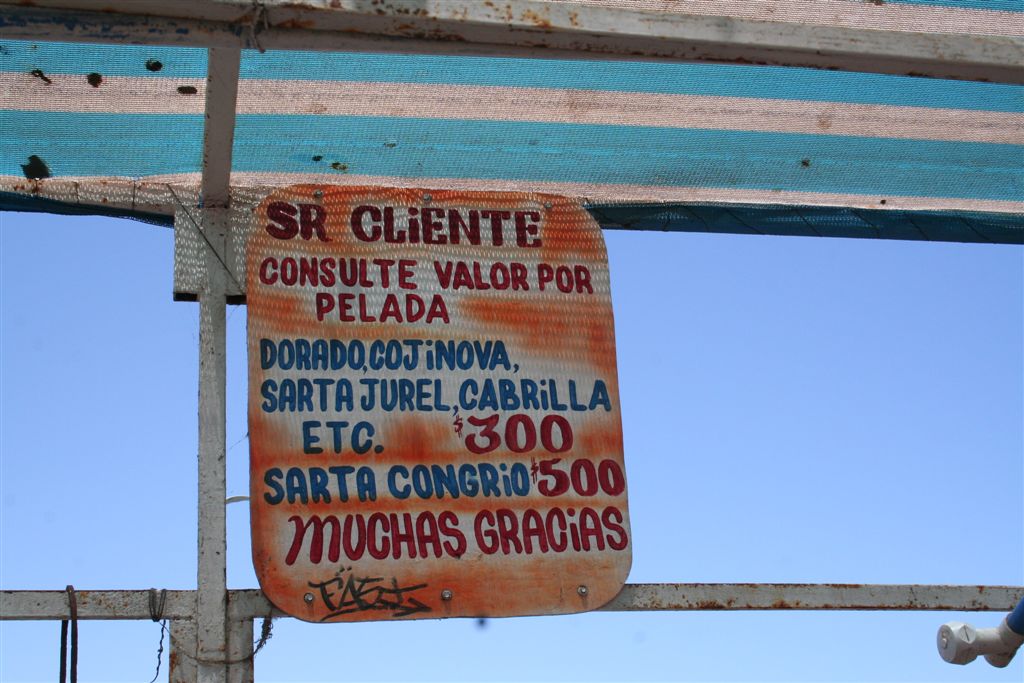 SR CLiENTE
CONSULTE VALOR POR
PELADA
DORADO, COJiNOVA,
SARTA JUREL, CABRiLLA
ETC. $300
SARTA CONGRiO $500
MUCHAS GRACiAS